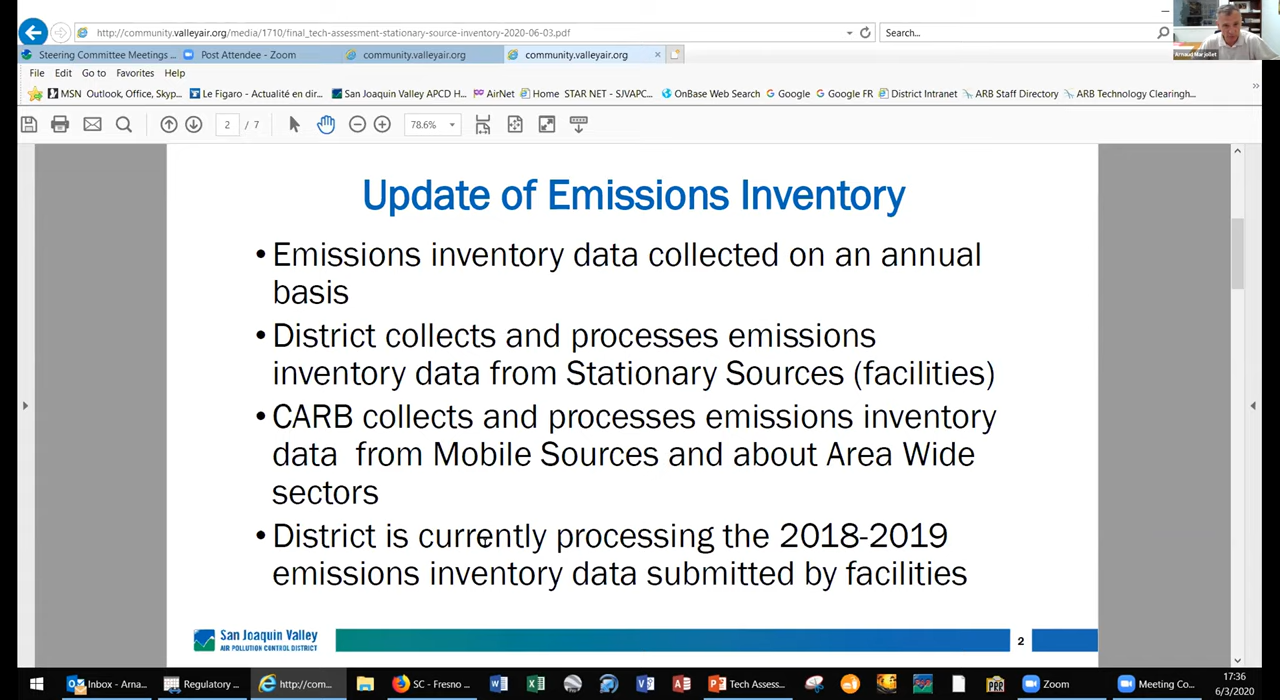 http://community.valleyair.org/media/1710/final_tech-assessment-stationary-source-inventory-2020-06-03.pdf
Search...
Arnaud Marjollet
Steering Committee Meetings ...
Post Attendee - Zoom
community.valleyair.org
community.valleyair.org
File Edit Go to Favorites Help
MSN Outlook, Office, Skyp... Le Figaro - Actualité en dir... San Joaquin Valley APCD H... AirNet Home STAR NET - SJVAPC... OnBase Web Search Google Google FR District Intranet ARB Staff Directory ARB Technology Clearingh...
2 / 7 78.6%
Update of Emissions Inventory
• Emissions inventory data collected on an annual
basis
• District collects and processes emissions
inventory data from Stationary Sources (facilities)
• CARB collects and processes emissions inventory
data from Mobile Sources and about Area Wide
sectors
• District is currently processing the 2018-2019
emissions inventory data submitted by facilities
San Joaquin Valley
AIR POLLUTION CONTROL DISTRICT
2
Inbox - Arna... Regulatory ... http://com... SC - Fresno ... Tech Assess... Zoom Meeting Co...
17:36
6/3/2020